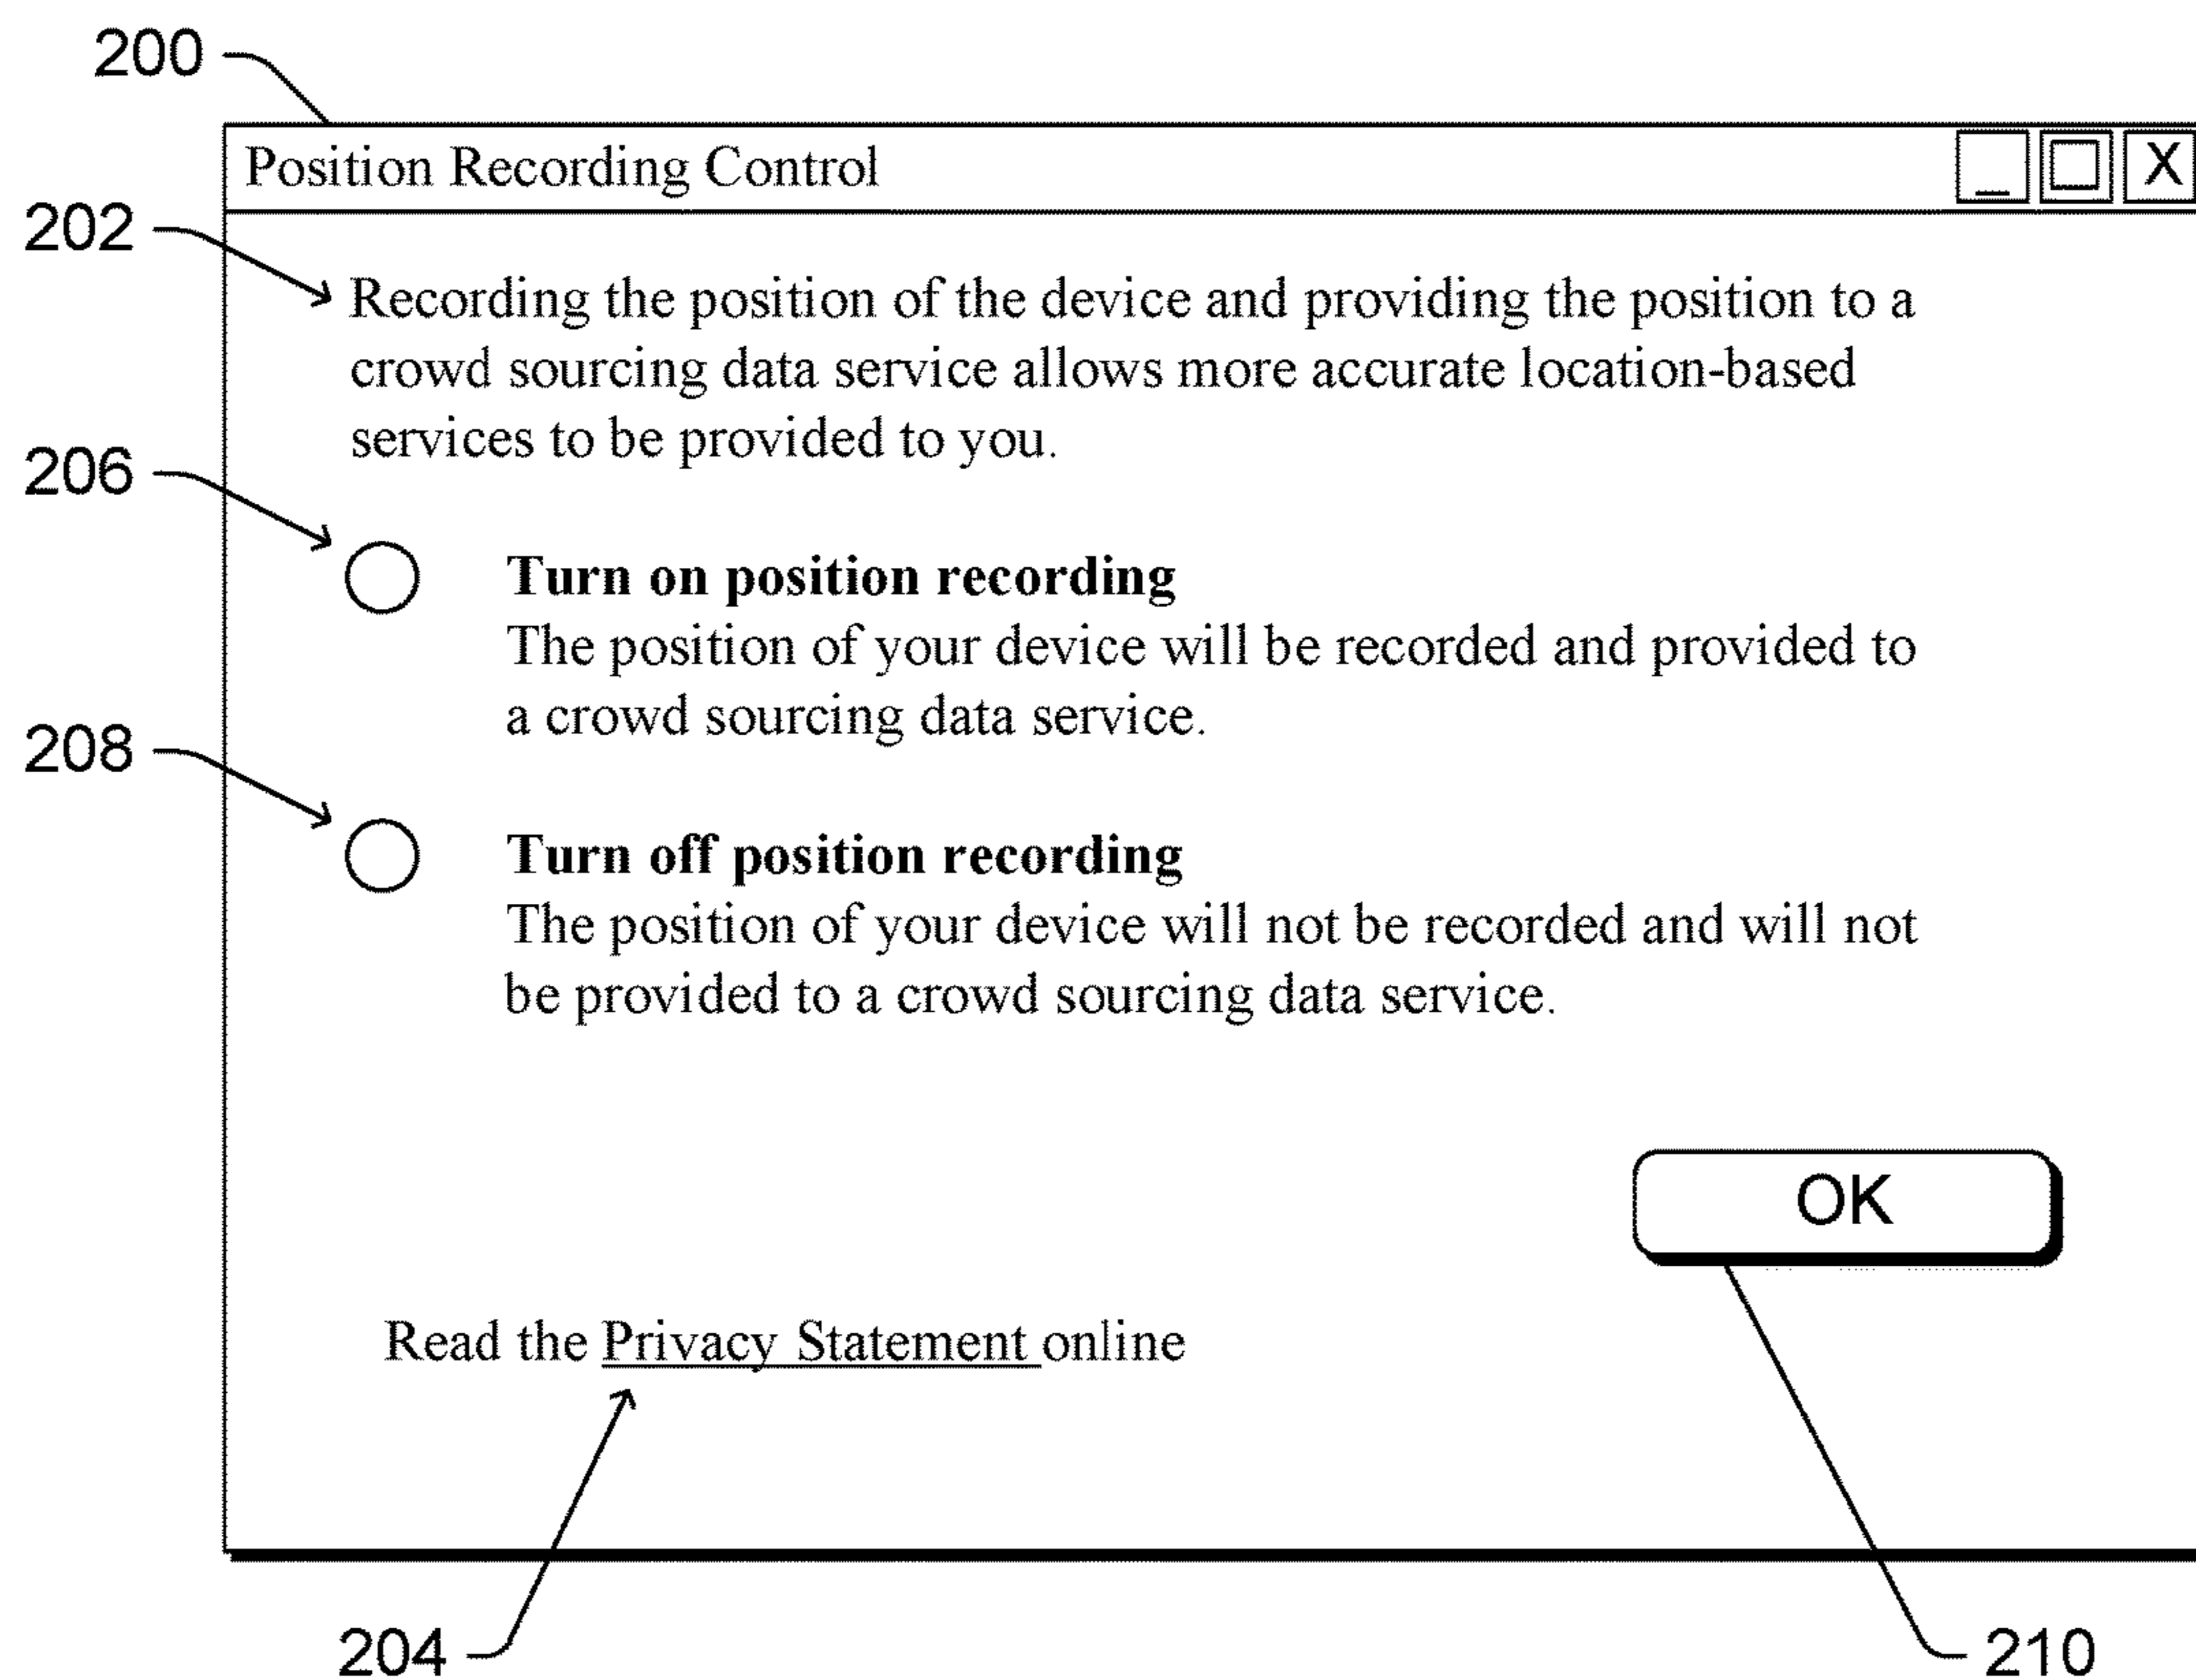 200
Position Recording Control _ X
202
Recording the position of the device and providing the position to a
crowd sourcing data service allows more accurate location-based
services to be provided to you.
206
Turn on position recording
The position of your device will be recorded and provided to
a crowd sourcing data service.
208
Turn off position recording
The position of your device will not be recorded and will not
be provided to a crowd sourcing data service.
OK
Read the Privacy Statement online
204
210